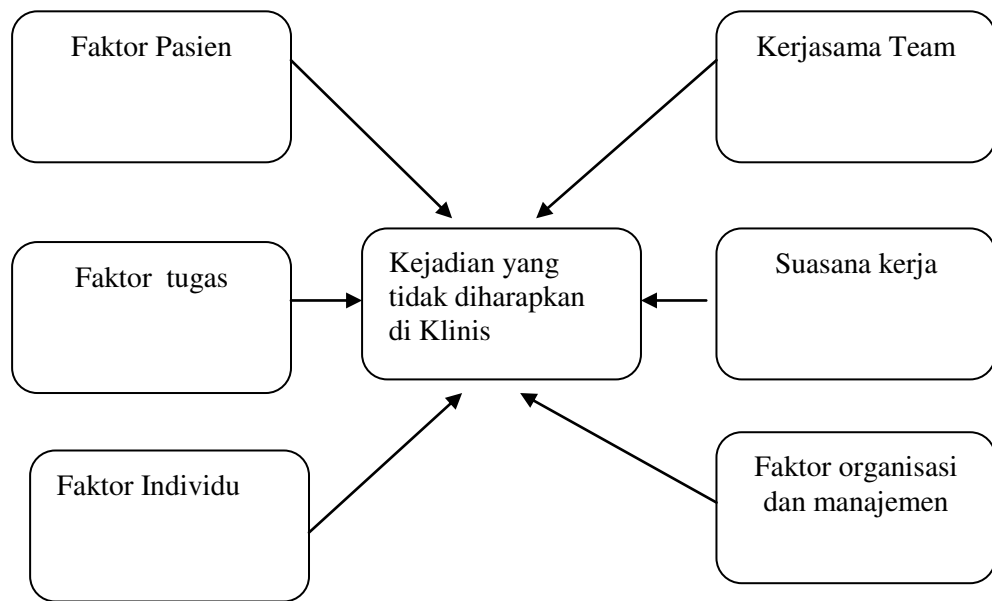 Faktor Pasien
Kerjasama Team
Faktor tugas
Kejadian yang
tidak diharapkan
di Klinis
Suasana kerja
Faktor Individu
Faktor organisasi
dan manajemen